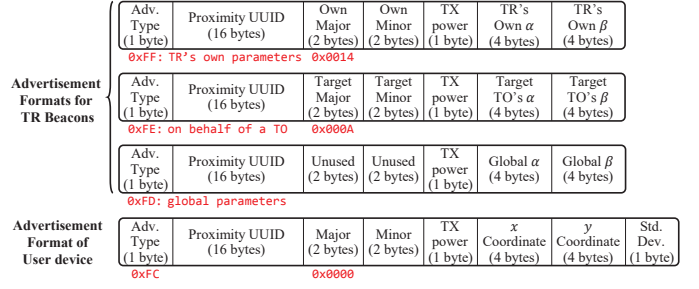 Advertisement
Formats for
TR Beacons
Adv.
Type
(1 byte)
Proximity UUID
(16 bytes)
Own
Major
(2 bytes)
Own
Minor
(2 bytes)
TX
power
(1 byte)
TR's
Own α
(4 bytes)
TR's
Own β
(4 bytes)
0xFF: TR's own parameters 0x0014
Adv.
Type
(1 byte)
Proximity UUID
(16 bytes)
Target
Major
(2 bytes)
Target
Minor
(2 bytes)
TX
power
(1 byte)
Target
TO's α
(4 bytes)
Target
TO's β
(4 bytes)
0xFE: on behalf of a TO 0x000A
Adv.
Type
(1 byte)
Proximity UUID
(16 bytes)
Unused
(2 bytes)
Unused
(2 bytes)
TX
power
(1 byte)
Global α
(4 bytes)
Global β
(4 bytes)
0xFD: global parameters
Advertisement
Format of
User device
Adv.
Type
(1 byte)
Proximity UUID
(16 bytes)
Major
(2 bytes)
Minor
(2 bytes)
TX
power
(1 byte)
x
Coordinate
(4 bytes)
y
Coordinate
(4 bytes)
Std.
Dev.
(1 byte)
0xFC 0x0000